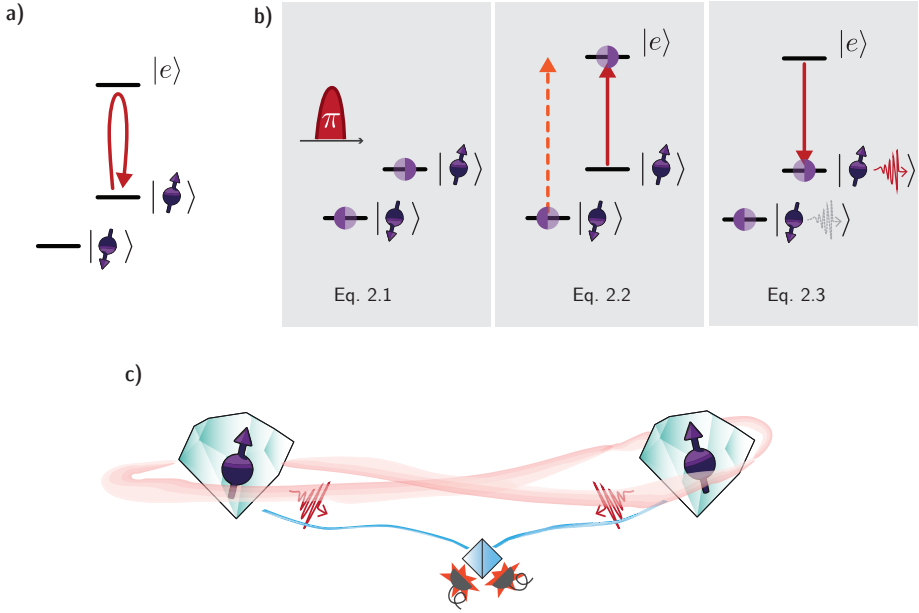 a)
|e⟩
|⟩
|⟩
b)
π
|⟩
|⟩
Eq. 2.1
|e⟩
|⟩
|⟩
Eq. 2.2
|e⟩
|⟩
|⟩
Eq. 2.3
c)